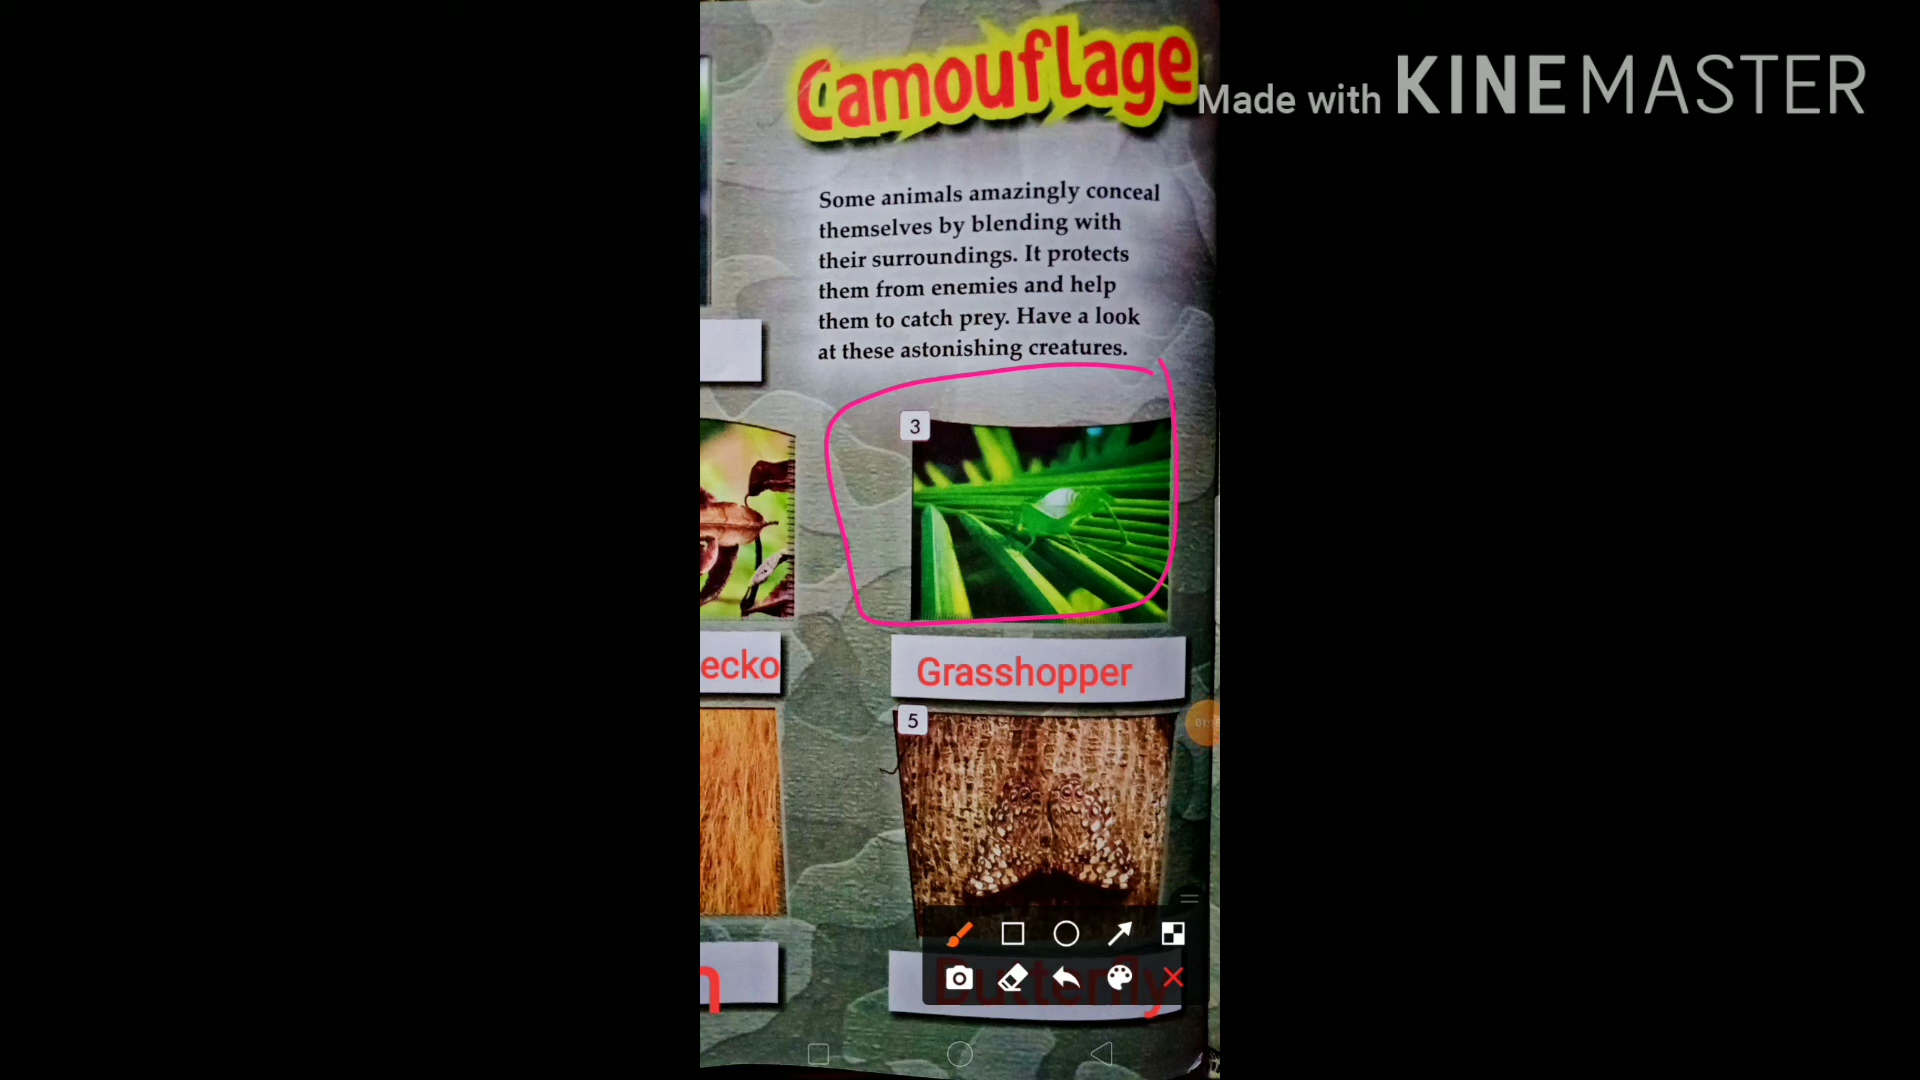 Camouflage
Made with KINEMASTER
Some animals amazingly conceal
themselves by blending with
their surroundings. It protects
them from enemies and help
them to catch prey. Have a look
at these astonishing creatures.
3
ecko
Grasshopper
5
n
Butterfly